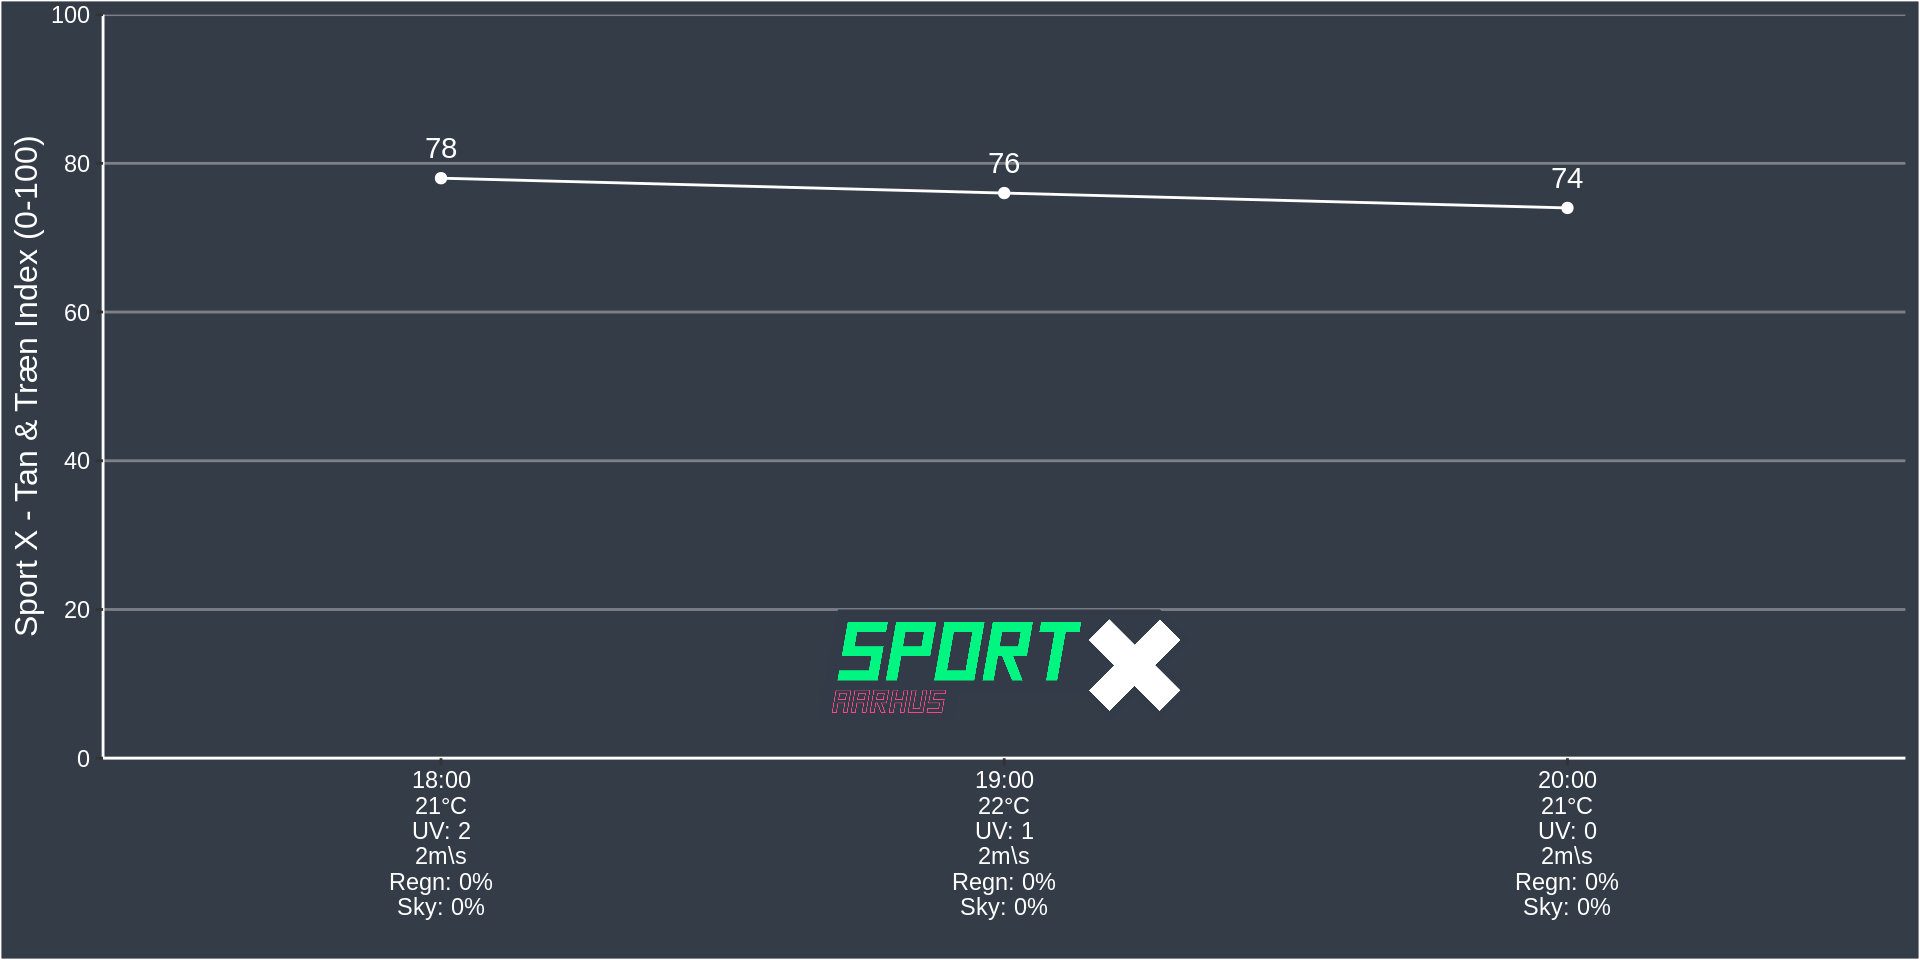 Sport X - Tan & Træn Index (0-100)
100
80
60
40
20
0
78
76
74
SPORT X
AARHUS
18:00
21°C
UV: 2
2m\s
Regn: 0%
Sky: 0%
19:00
22°C
UV: 1
2m\s
Regn: 0%
Sky: 0%
20:00
21°C
UV: 0
2m\s
Regn: 0%
Sky: 0%